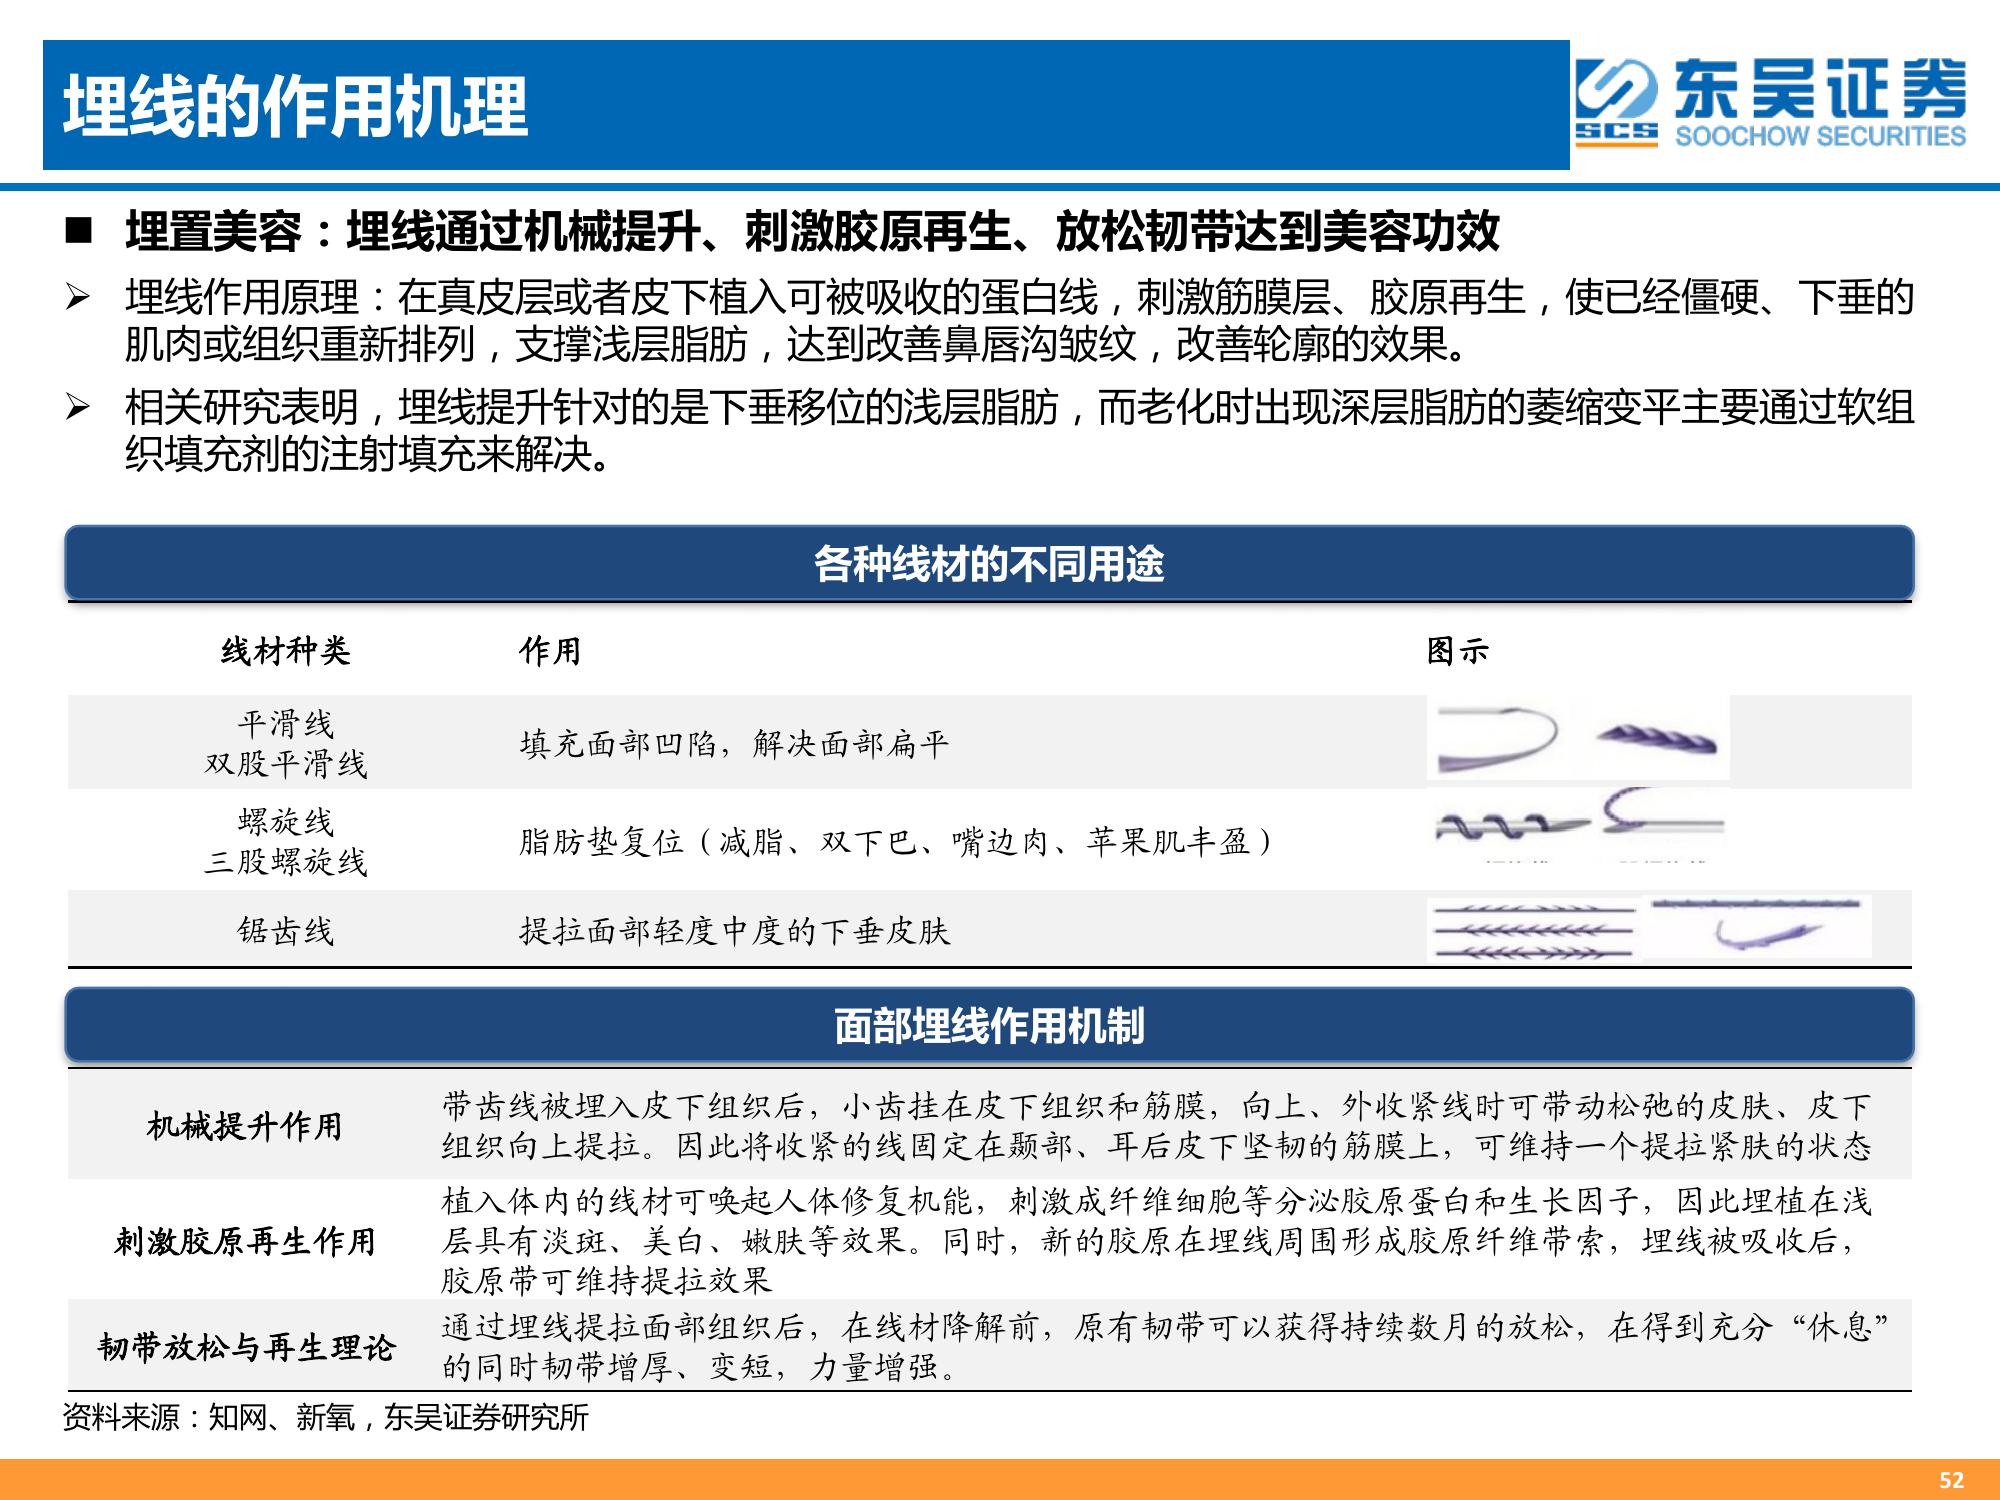 埋线的作用机理
SCS
东吴证券
SOOCHOW SECURITIES
■ 埋置美容：埋线通过机械提升、刺激胶原再生、放松韧带达到美容功效
➢ 埋线作用原理：在真皮层或者皮下植入可被吸收的蛋白线，刺激筋膜层、胶原再生，使已经僵硬、下垂的
肌肉或组织重新排列，支撑浅层脂肪，达到改善鼻唇沟皱纹，改善轮廓的效果。
➢ 相关研究表明，埋线提升针对的是下垂移位的浅层脂肪，而老化时出现深层脂肪的萎缩变平主要通过软组
织填充剂的注射填充来解决。
各种线材的不同用途
线材种类 作用 图示
平滑线
双股平滑线
填充面部凹陷，解决面部扁平
螺旋线
三股螺旋线
脂肪垫复位（减脂、双下巴、嘴边肉、苹果肌丰盈）
锯齿线 提拉面部轻度中度的下垂皮肤
面部埋线作用机制
机械提升作用
带齿线被埋入皮下组织后，小齿挂在皮下组织和筋膜，向上、外收紧线时可带动松弛的皮肤、皮下
组织向上提拉。因此将收紧的线固定在颞部、耳后皮下坚韧的筋膜上，可维持一个提拉紧肤的状态
刺激胶原再生作用
植入体内的线材可唤起人体修复机能，刺激成纤维细胞等分泌胶原蛋白和生长因子，因此埋植在浅
层具有淡斑、美白、嫩肤等效果。同时，新的胶原在埋线周围形成胶原纤维带索，埋线被吸收后，
胶原带可维持提拉效果
韧带放松与再生理论
通过埋线提拉面部组织后，在线材降解前，原有韧带可以获得持续数月的放松，在得到充分“休息”
的同时韧带增厚、变短，力量增强。
资料来源：知网、新氧，东吴证券研究所
52